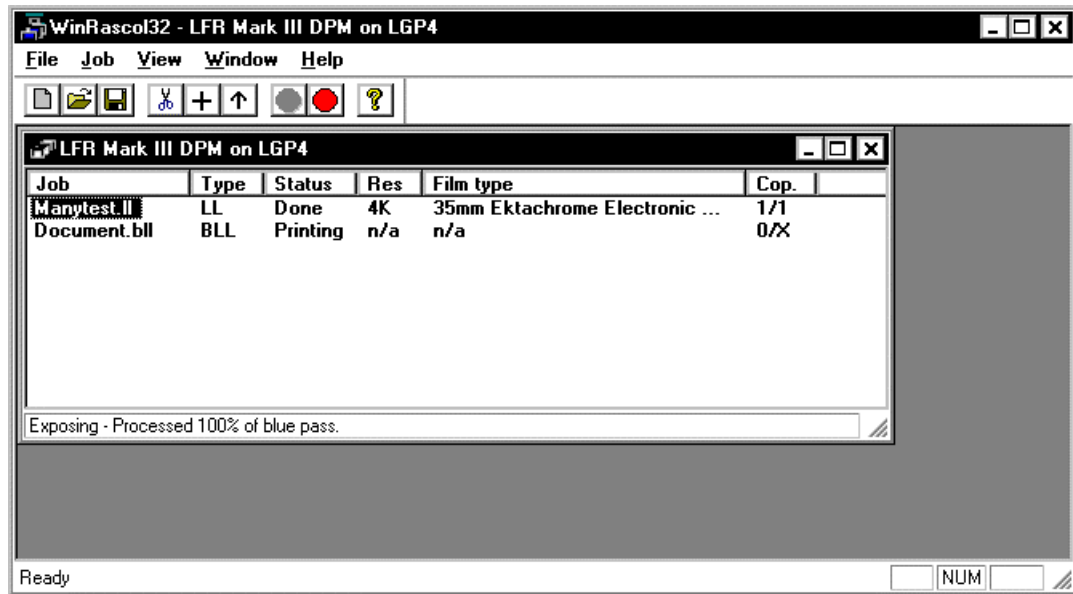 WinRascol32 - LFR Mark III DPM on LGP4
File Job View Window Help
LFR Mark III DPM on LGP4
Job Type Status Res Film type Cop.
Manytest.ll LL Done 4K 35mm Ektachrome Electronic ... 1/1
Document.bll BLL Printing n/a n/a 0/X
Exposing - Processed 100% of blue pass.
Ready NUM